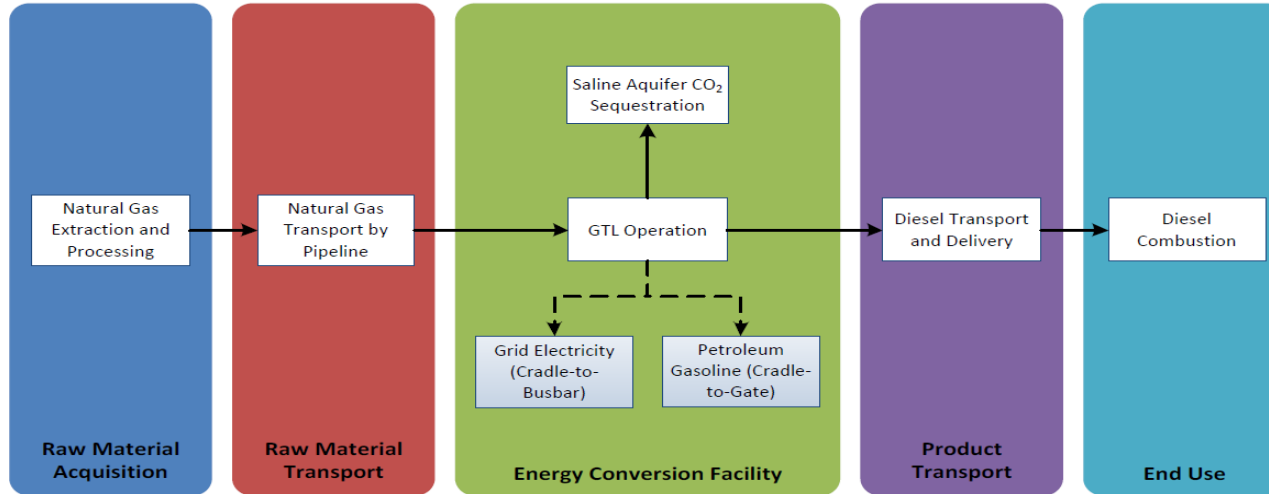 Saline Aquifer CO₂
Sequestration
Natural Gas
Extraction and
Processing
Natural Gas
Transport by
Pipeline
GTL Operation
Diesel Transport
and Delivery
Diesel
Combustion
Grid Electricity
(Cradle-to-
Busbar)
Petroleum
Gasoline (Cradle-
to-Gate)
Raw Material
Acquisition
Raw Material
Transport
Energy Conversion Facility
Product
Transport
End Use